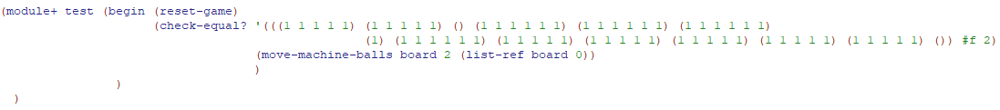 (module+ test (begin (reset-game)
(check-equal? '(((1 1 1 1 1) (1 1 1 1 1) () (1 1 1 1 1 1) (1 1 1 1 1 1) (1 1 1 1 1 1)
(1) (1 1 1 1 1 1) (1 1 1 1 1) (1 1 1 1 1) (1 1 1 1 1) (1 1 1 1 1) (1 1 1 1 1) ()) #f 2)
(move-machine-balls board 2 (list-ref board 0))
)
)
)